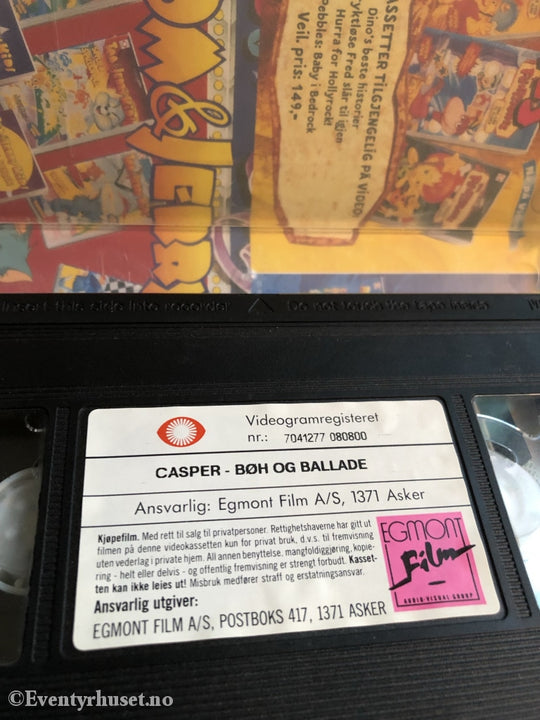 KASSETTER TILGJENGELIG PÅ VIDEO
Dino's beste historier
Fryktløse Fred slår til igjen
Hurra for Hollyrock!
Pebbles: Baby i Bedrock
Veil. pris: 149,-
TOM & JERRY
Insert this side into recorder △ Do not touch the tape inside
Videogramregisteret
nr.: 7041277 080800
CASPER - BØH OG BALLADE
Ansvarlig: Egmont Film A/S, 1371 Asker
Kjøpefilm. Med rett til salg til privatpersoner. Rettighetshaverne har gitt ut
filmen på denne videokassetten kun for privat bruk, d.v.s. til fremvisning
uten vederlag i private hjem. All annen benyttelse, mangfoldiggjøring, kopie-
ring - helt eller delvis - og offentlig fremvisning er strengt forbudt. Kasset-
ten kan ikke leies ut! Misbruk medfører straff og erstatningsansvar.
Ansvarlig utgiver:
EGMONT FILM A/S, POSTBOKS 417, 1371 ASKER
EGMONT
Film
AUDIO-VISUAL GROUP
©Eventyrhuset.no